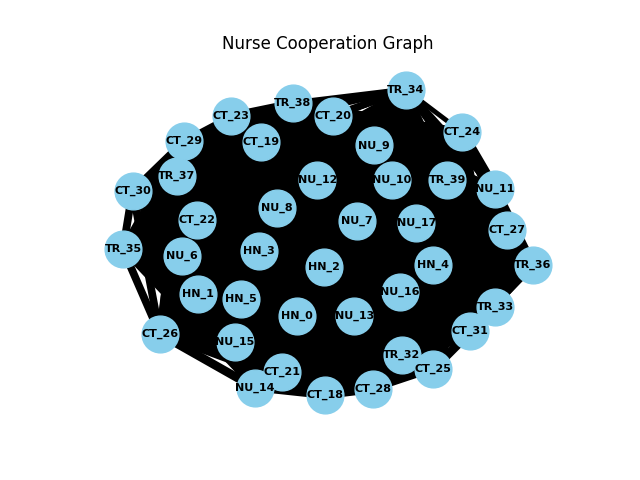 Nurse Cooperation Graph
TR_34
TR_38
CT_23
CT_20
CT_24
CT_29
CT_19
NU_9
TR_37
NU_12
NU_10
TR_39
CT_30
NU_11
NU_8
CT_22
NU_7
NU_17
CT_27
TR_35
HN_3
NU_6
HN_2
HN_4
TR_36
HN_1
HN_5
NU_16
TR_33
HN_0
NU_13
CT_31
CT_26
NU_15
TR_32
CT_25
CT_21
NU_14
CT_18
CT_28